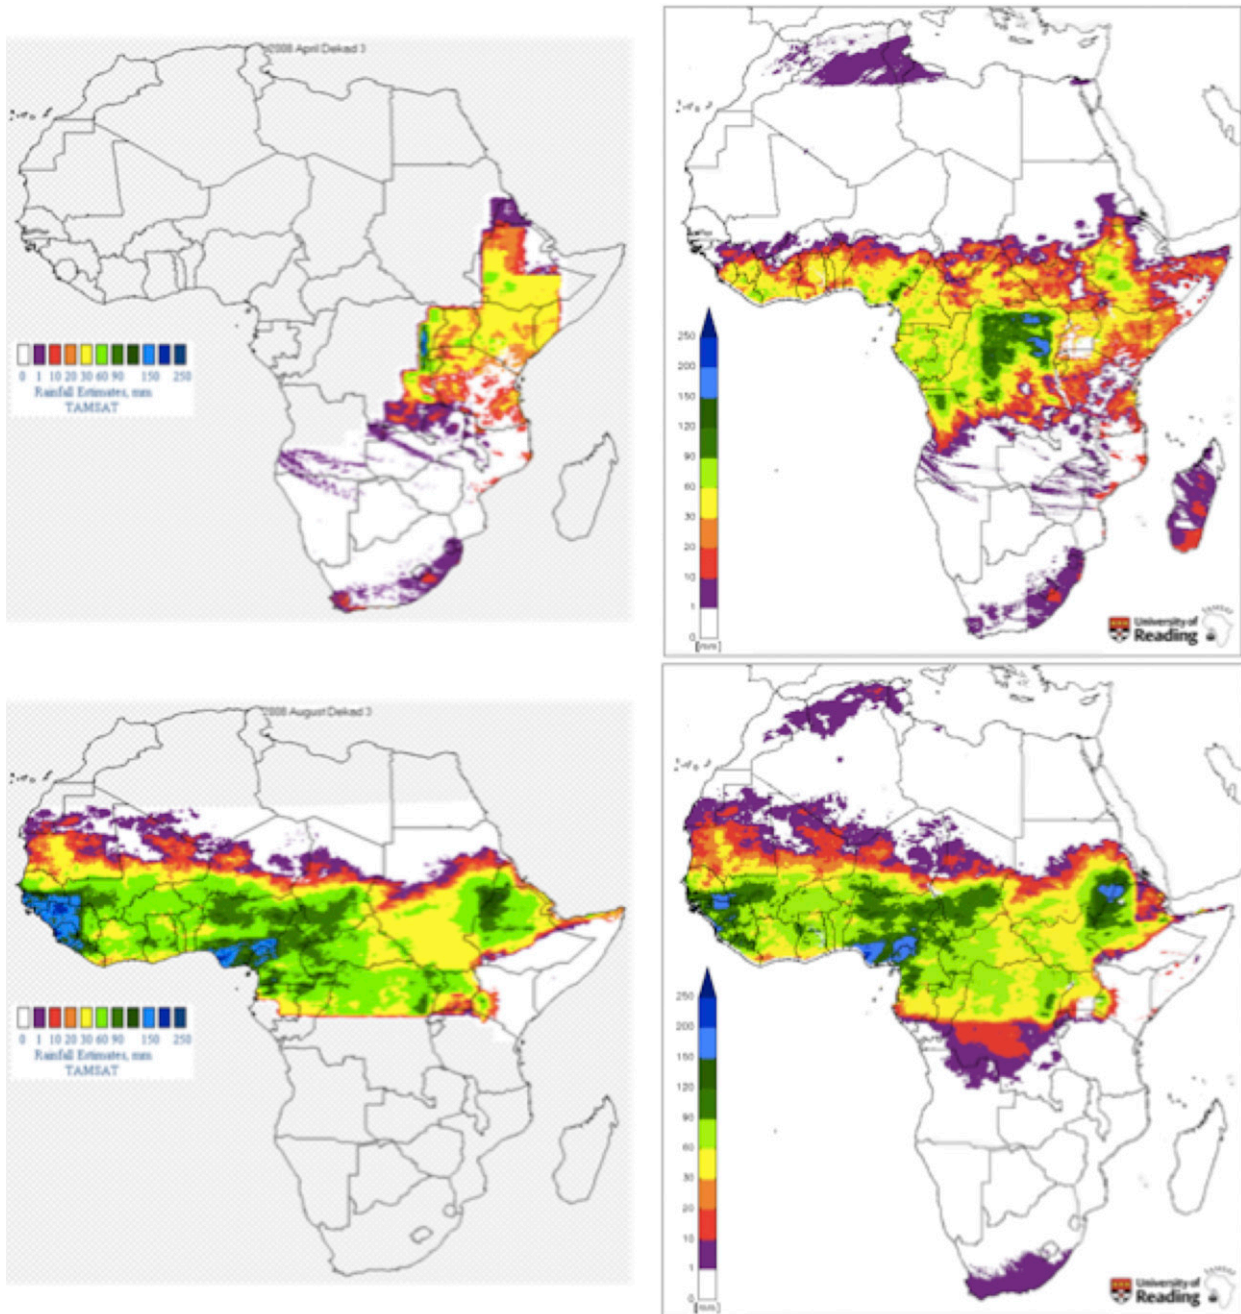 2008 April Dekad 3
0 1 10 20 30 60 90 150 250
Rainfall Estimates, mm
TAMSAT
250
200
150
120
90
60
30
20
10
1
0
[mm]
University of
Reading
TAMSAT
2008 August Dekad 3
0 1 10 20 30 60 90 150 250
Rainfall Estimates, mm
TAMSAT
250
200
150
120
90
60
30
20
10
1
0
[mm]
University of
Reading
TAMSAT